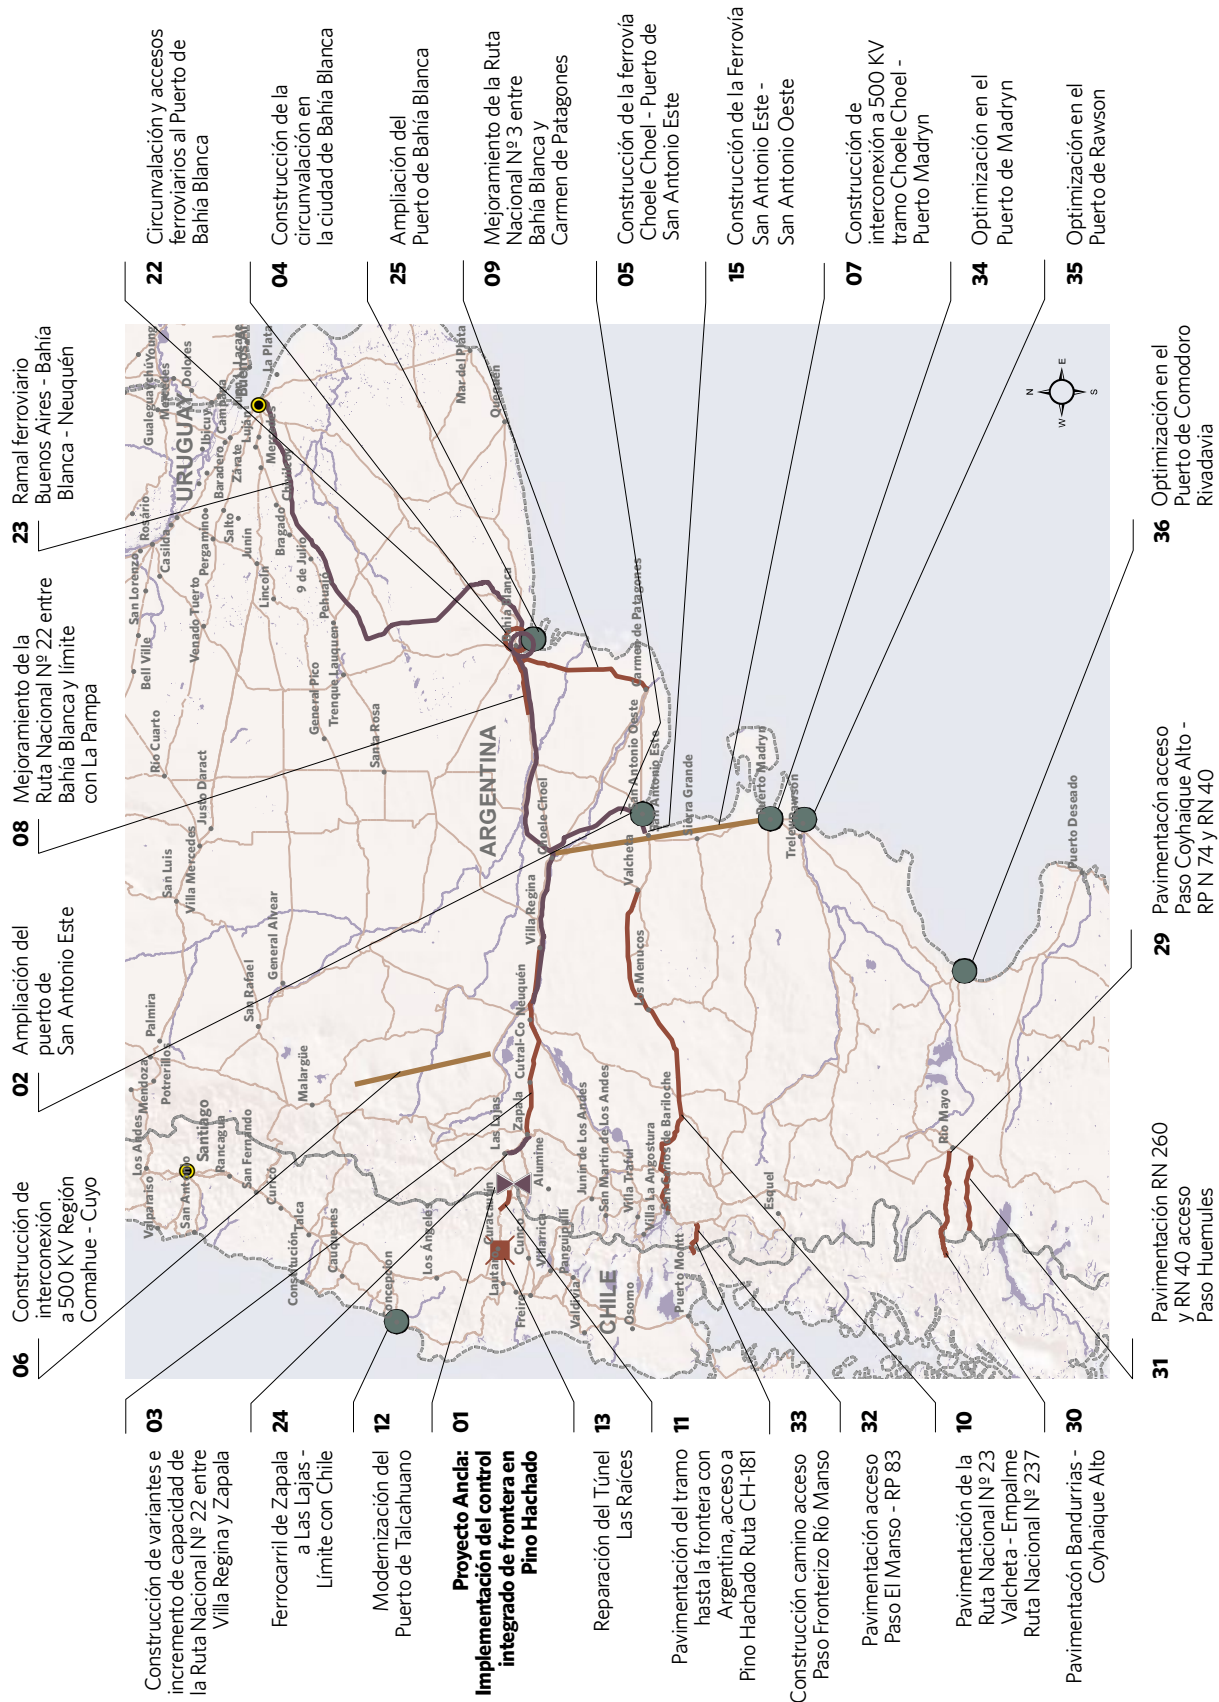 03
Construcción de variantes e
incremento de capacidad de
la Ruta Nacional Nº 22 entre
Villa Regina y Zapala
24
Ferrocarril de Zapala
a Las Lajas -
Límite con Chile
12
Modernización del
Puerto de Talcahuano
01
Proyecto Ancla:
Implementación del control
integrado de frontera en
Pino Hachado
13
Reparación del Túnel
Las Raíces
11
Pavimentación del tramo
hasta la frontera con
Argentina, acceso a
Pino Hachado Ruta CH-181
33
Construcción camino acceso
Paso Fronterizo Río Manso
32
Pavimentación acceso
Paso El Manso - RP 83
10
Pavimentación de la
Ruta Nacional Nº 23
Valcheta - Empalme
Ruta Nacional Nº 237
30
Pavimentacón Bandurrias -
Coyhaique Alto
06
Construcción de
interconexión
a 500 KV Región
Comahue - Cuyo
02
Ampliación del
puerto de
San Antonio Este
08
Mejoramiento de la
Ruta Nacional Nº 22 entre
Bahía Blanca y límite
con La Pampa
23
Ramal ferroviario
Buenos Aires - Bahía
Blanca - Neuquén
22
Circunvalación y accesos
ferroviarios al Puerto de
Bahía Blanca
04
Construcción de la
circunvalación en
la ciudad de Bahía Blanca
25
Ampliación del
Puerto de Bahía Blanca
09
Mejoramiento de la Ruta
Nacional Nº 3 entre
Bahía Blanca y
Carmen de Patagones
05
Construcción de la ferrovía
Choele Choel - Puerto de
San Antonio Este
15
Construcción de la Ferrovía
San Antonio Este -
San Antonio Oeste
07
Construcción de
interconexión a 500 KV
tramo Choele Choel -
Puerto Madryn
34
Optimización en el
Puerto de Madryn
35
Optimización en el
Puerto de Rawson
31
Pavimentación RN 260
y RN 40 acceso
Paso Huemules
29
Pavimentacón acceso
Paso Coyhaique Alto -
RP N 74 y RN 40
36
Optimización en el
Puerto de Comodoro
Rivadavia
Valparaíso
Los Andes
Mendoza
Palmira
Potrerillos
San Antonio
Santiago
Rancagua
San Fernando
Curicó
Talca
Constitución
Cauquenes
Concepción
Los Ángeles
Malargüe
San Rafael
General Alvear
San Luis
Villa Mercedes
Justo Daract
Río Cuarto
Bell Ville
San Lorenzo
Rosário
Casilda
Venado Tuerto
Pergamino
Salto
Junín
Lincoln
Bragado
9 de Julio
Pehuajó
Trenque Lauquen
General Pico
Santa Rosa
Gualeguaychú
Young
Mercedes
Dolores
URUGUAY
Ibicuy
Campana
Baradero
Zárate
Luján
La Plata
Mar del Plata
Quequén
Bahía Blanca
Carmen de Patagones
ARGENTINA
Choele Choel
Villa Regina
Neuquén
Cutral-Co
Zapala
Las Lajas
Alumine
Curacautín
Lautaro
Cunco
Villarrica
Freire
Panguipulli
Valdivia
CHILE
Osorno
Junín de Los Andes
San Martín de Los Andes
Villa Traful
Villa La Angostura
San Carlos de Bariloche
Puerto Montt
Los Menucos
Valcheta
San Antonio Oeste
San Antonio Este
Sierra Grande
Puerto Madryn
Rawson
Trelew
Esquel
Río Mayo
Puerto Deseado
N
W
E
S